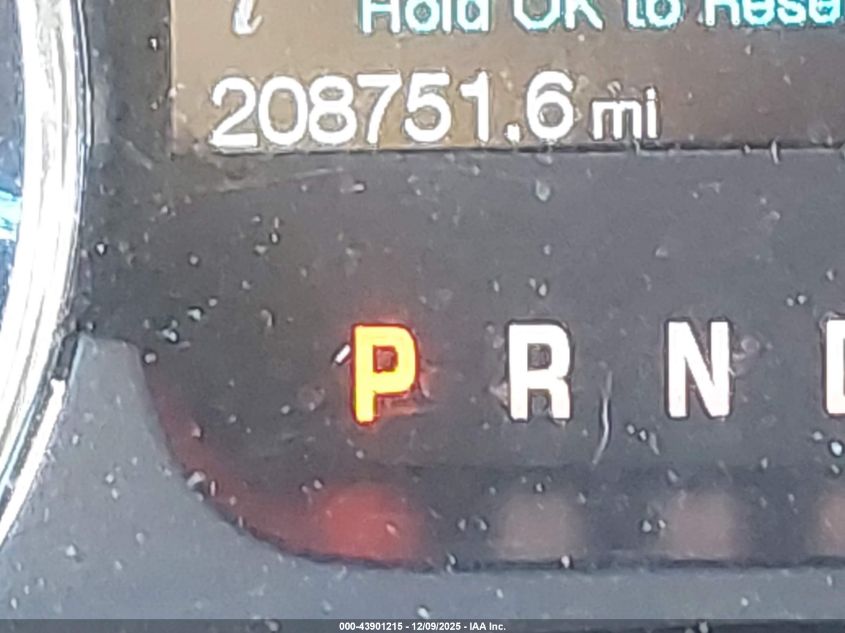 i Hold OK to Rese
208751.6 mi
P R N
000-43901215 - 12/09/2025 - IAA Inc.